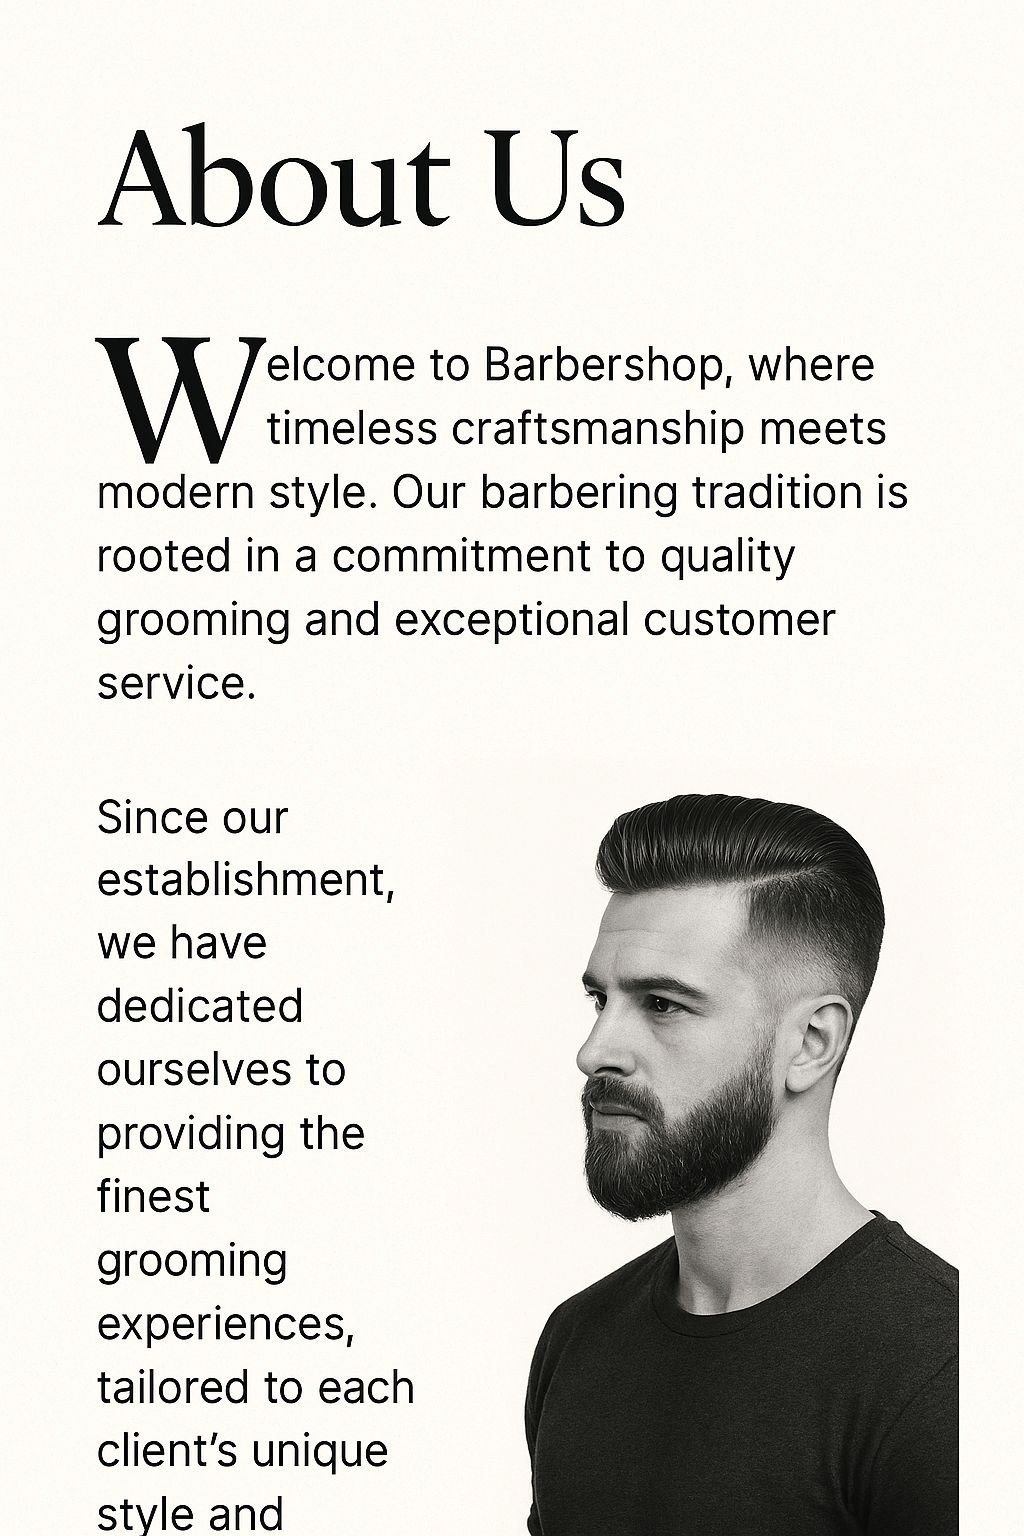 About Us
Welcome to Barbershop, where
timeless craftsmanship meets
modern style. Our barbering tradition is
rooted in a commitment to quality
grooming and exceptional customer
service.
Since our
establishment,
we have
dedicated
ourselves to
providing the
finest
grooming
experiences,
tailored to each
client’s unique
style and